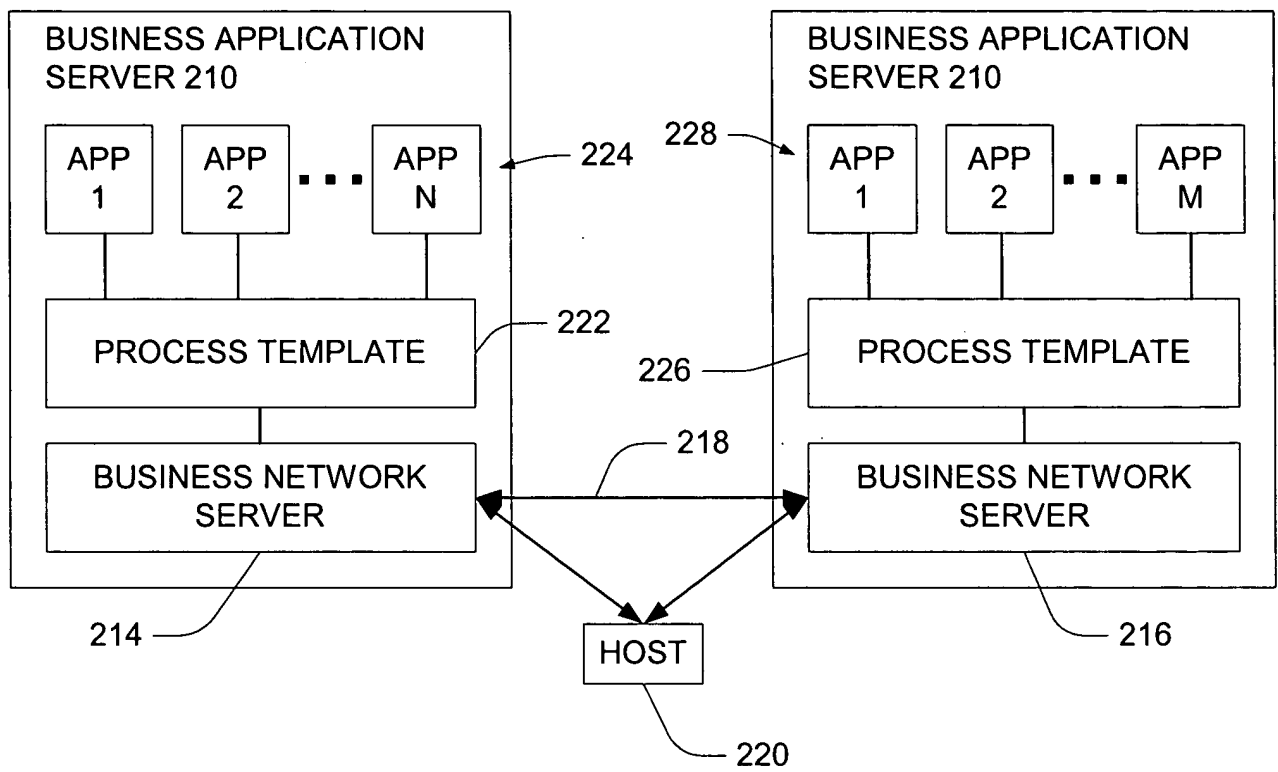 BUSINESS APPLICATION
SERVER 210
APP
1
APP
2
APP
N
224
PROCESS TEMPLATE
222
BUSINESS NETWORK
SERVER
214
BUSINESS APPLICATION
SERVER 210
228
APP
1
APP
2
APP
M
PROCESS TEMPLATE
226
218
BUSINESS NETWORK
SERVER
216
HOST
220